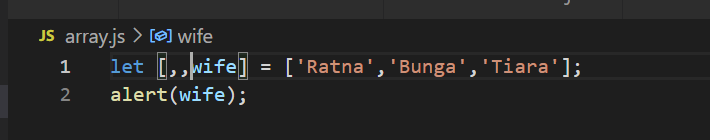 JS array.js > wife
1 let [,,wife] = ['Ratna','Bunga','Tiara'];
2 alert(wife);